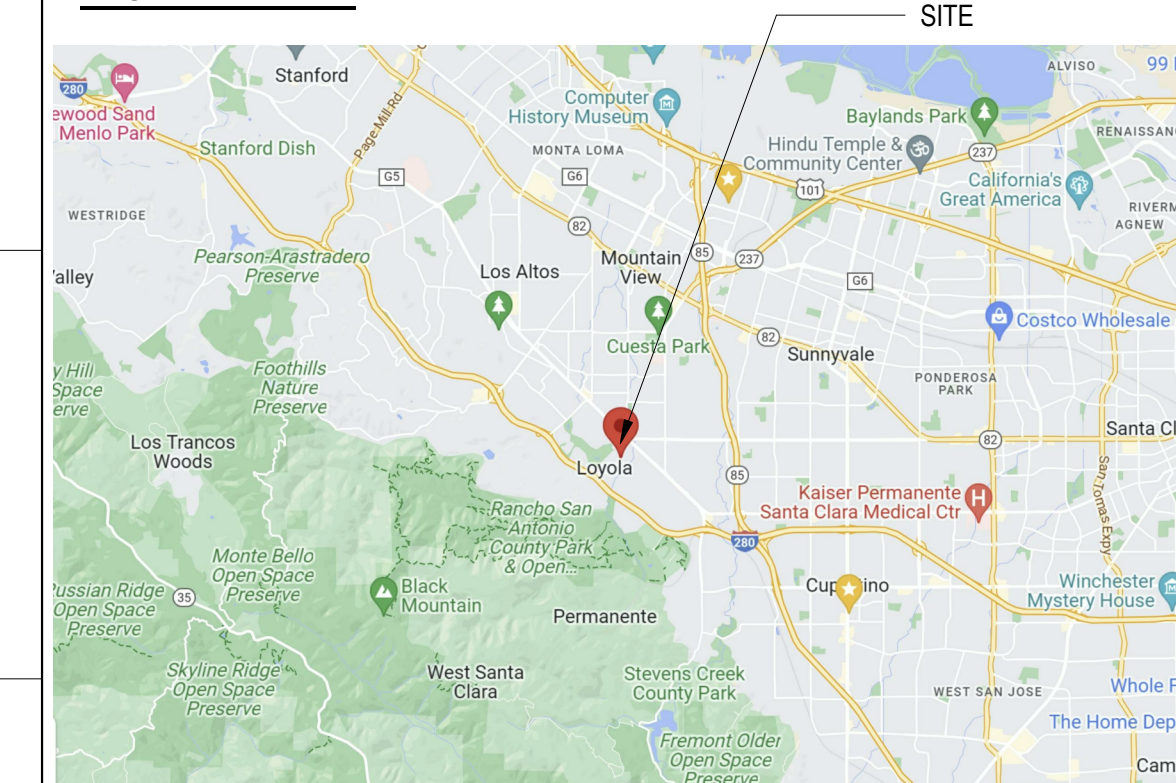 SITE
ALVISO
99
Stanford
280
Computer
History Museum
Baylands Park
ewood Sand
Menlo Park
Page Mill Rd
Stanford Dish
MONTA LOMA
Hindu Temple &
Community Center
237
RENAISSAN
G5
G6
101
California's
Great America
WESTRIDGE
RIVERM
AGNEW
82
Pearson-Arastradero
Preserve
Mountain
View
85
237
alley
Los Altos
G6
Costco Wholesale
82
Cuesta Park
Sunnyvale
y Hill
Space
erve
Foothills
Nature
Preserve
PONDEROSA
PARK
Los Trancos
Woods
82
Santa Cl
Loyola
85
San Tomas Expy
Kaiser Permanente
Santa Clara Medical Ctr
H
Rancho San
Antonio
County Park
& Open...
280
Monte Bello
Open Space
Preserve
Black
Mountain
Cup tino
Winchester
Mystery House
ussian Ridge
Open Space
Preserve
35
Permanente
Skyline Ridge
Open Space
Preserve
West Santa
Clara
Stevens Creek
County Park
WEST SAN JOSE
Whole F
The Home Dep
Fremont Older
Open Space
Preserve
Cam